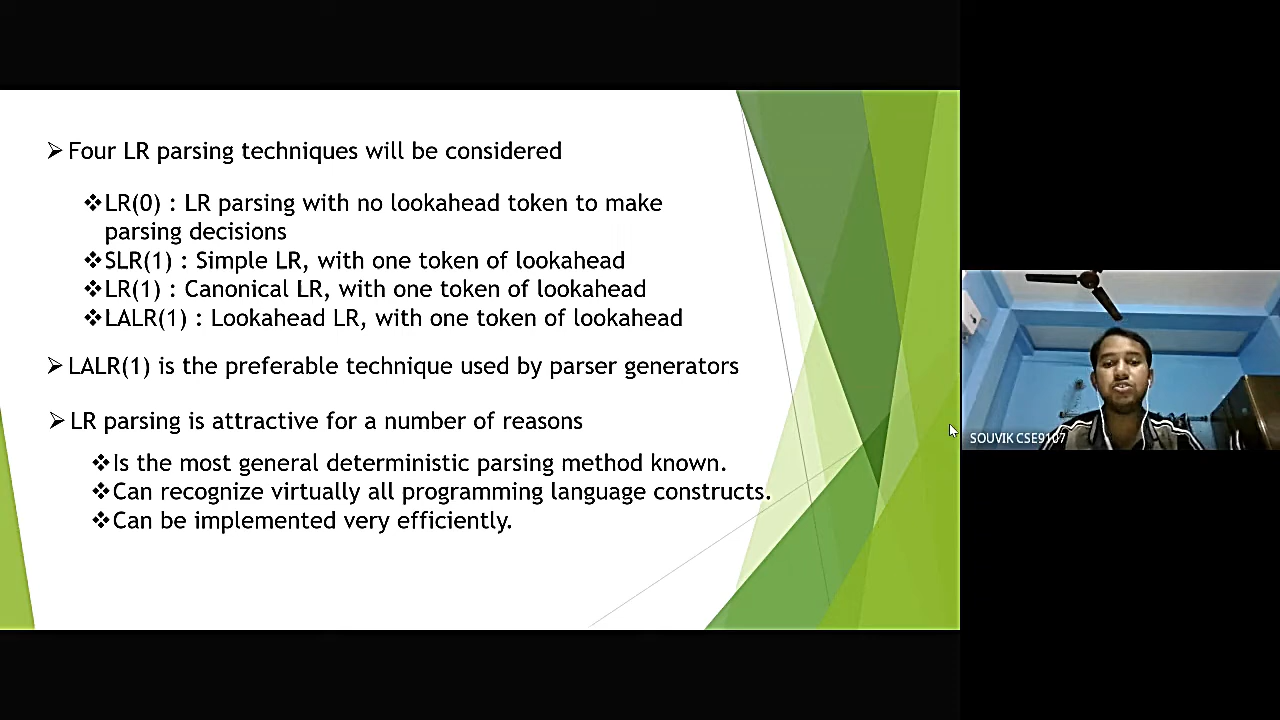 ➢ Four LR parsing techniques will be considered
❖LR(0) : LR parsing with no lookahead token to make
parsing decisions
❖SLR(1) : Simple LR, with one token of lookahead
❖LR(1) : Canonical LR, with one token of lookahead
❖LALR(1) : Lookahead LR, with one token of lookahead
➢ LALR(1) is the preferable technique used by parser generators
➢ LR parsing is attractive for a number of reasons
❖Is the most general deterministic parsing method known.
❖Can recognize virtually all programming language constructs.
❖Can be implemented very efficiently.
SOUVIK CSE9107